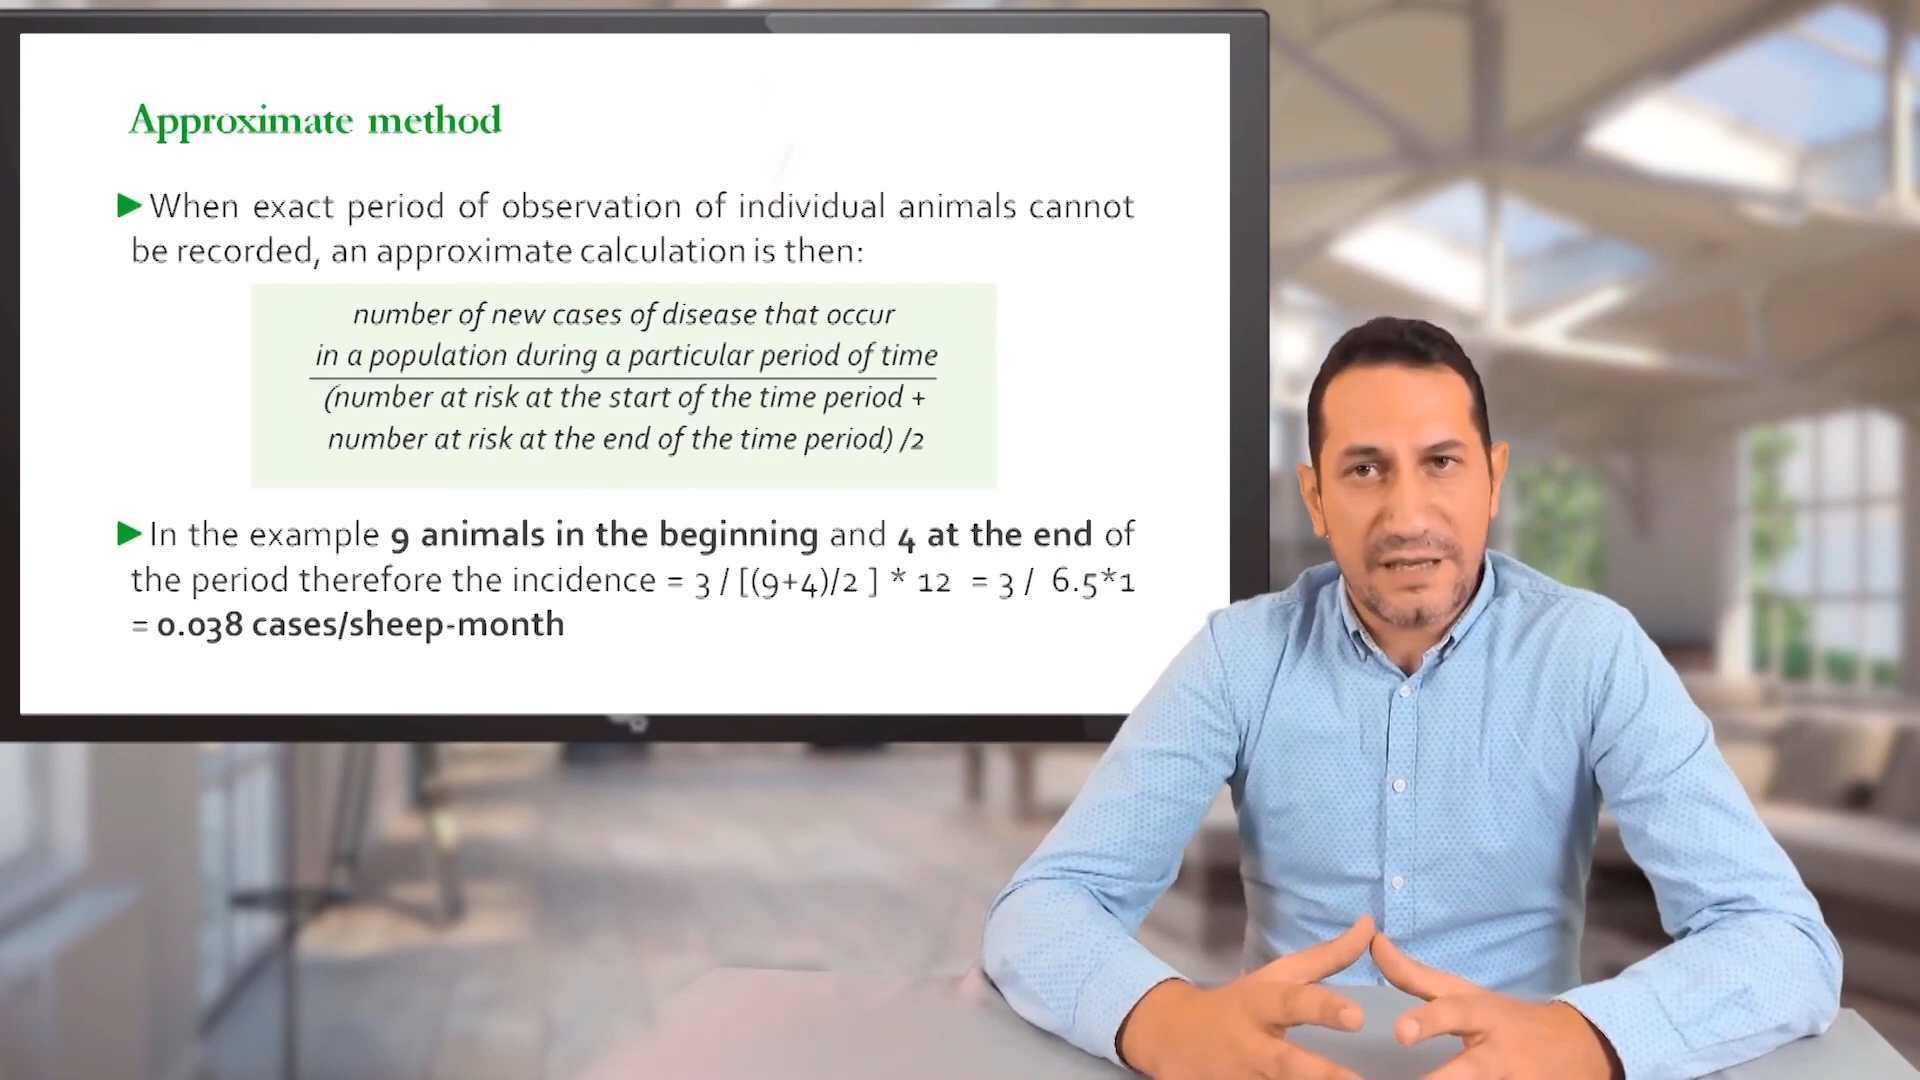 Approximate method
When exact period of observation of individual animals cannot
be recorded, an approximate calculation is then:
number of new cases of disease that occur
in a population during a particular period of time
(number at risk at the start of the time period +
number at risk at the end of the time period) /2
In the example 9 animals in the beginning and 4 at the end of
the period therefore the incidence = 3 / [(9+4)/2 ] * 12 = 3 / 6.5*1
= 0.038 cases/sheep-month